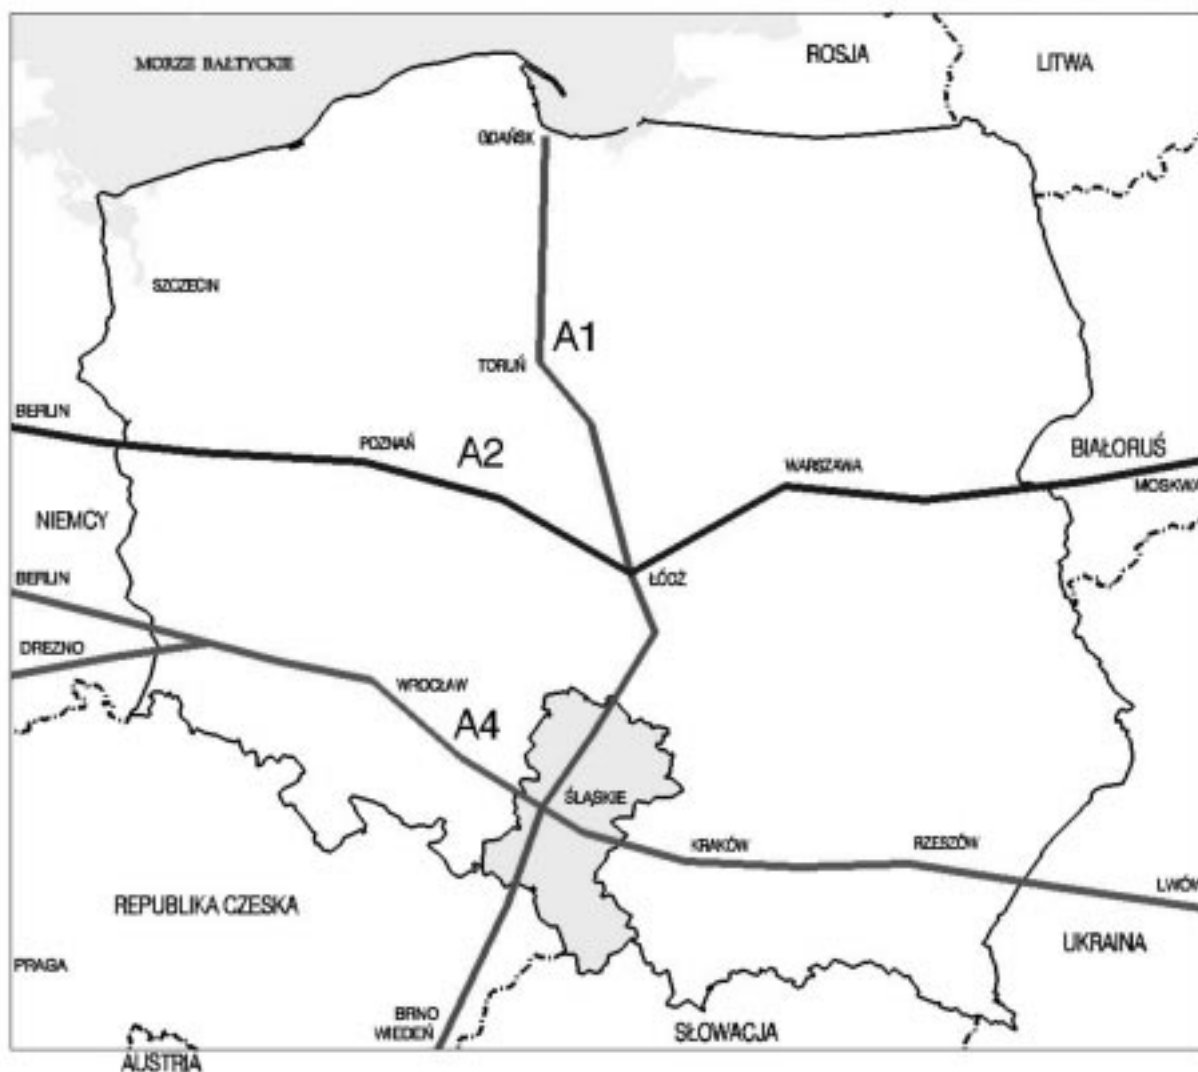 MORZE BAŁTYCKIE
ROSJA
LITWA
GDAŃSK
SZCZECIN
A1
TORUŃ
BERLIN
POZNAŃ
A2
WARSZAWA
BIAŁORUŚ
MOSKWA
NIEMCY
BERLIN
ŁÓDŹ
DREZNO
WROCŁAW
A4
ŚLĄSKIE
KRAKÓW
RZESZÓW
LWÓW
REPUBLIKA CZESKA
UKRAINA
PRAGA
BRNO
WIEDEŃ
SŁOWACJA
AUSTRIA